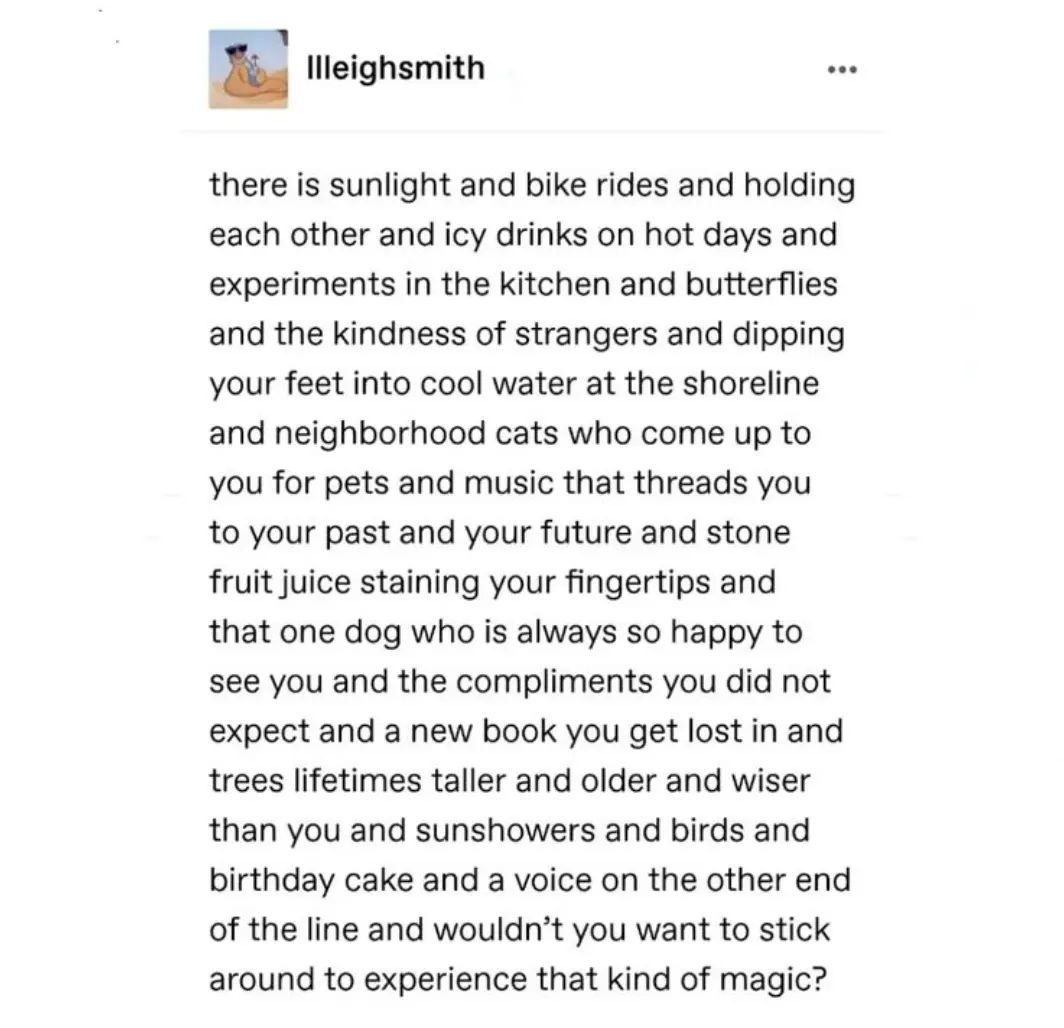 llleighsmith
there is sunlight and bike rides and holding
each other and icy drinks on hot days and
experiments in the kitchen and butterflies
and the kindness of strangers and dipping
your feet into cool water at the shoreline
and neighborhood cats who come up to
you for pets and music that threads you
to your past and your future and stone
fruit juice staining your fingertips and
that one dog who is always so happy to
see you and the compliments you did not
expect and a new book you get lost in and
trees lifetimes taller and older and wiser
than you and sunshowers and birds and
birthday cake and a voice on the other end
of the line and wouldn’t you want to stick
around to experience that kind of magic?